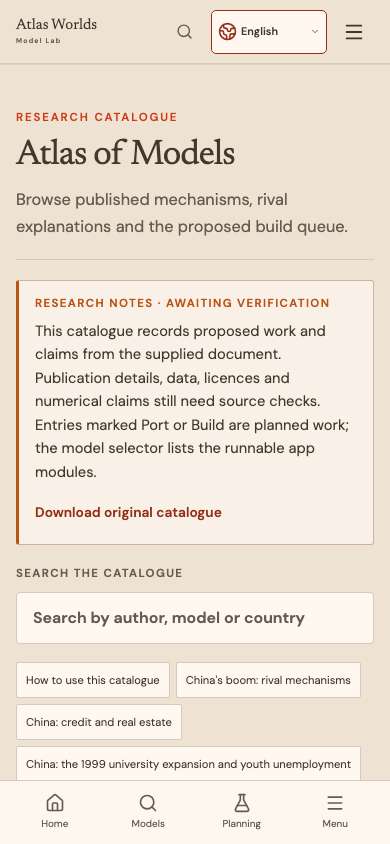 Atlas Worlds
Model Lab
English
RESEARCH CATALOGUE
Atlas of Models
Browse published mechanisms, rival
explanations and the proposed build queue.
RESEARCH NOTES · AWAITING VERIFICATION
This catalogue records proposed work and
claims from the supplied document.
Publication details, data, licences and
numerical claims still need source checks.
Entries marked Port or Build are planned work;
the model selector lists the runnable app
modules.
Download original catalogue
SEARCH THE CATALOGUE
Search by author, model or country
How to use this catalogue
China's boom: rival mechanisms
China: credit and real estate
China: the 1999 university expansion and youth unemployment
Home
Models
Planning
Menu